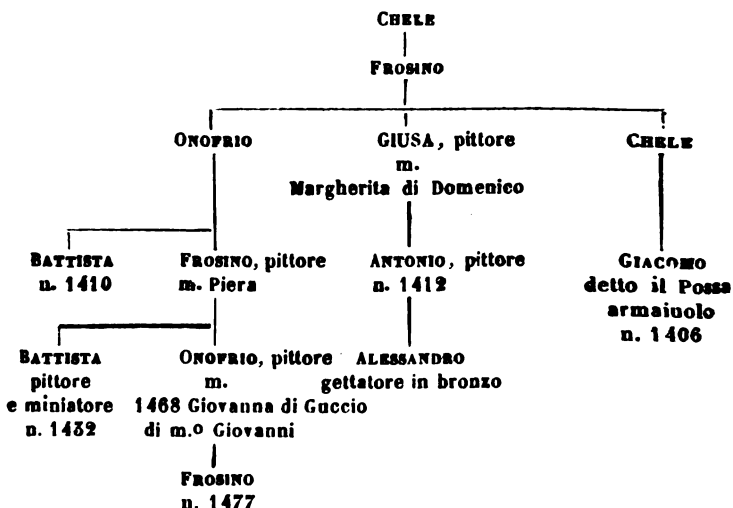 CHELE
FROSINO
ONOFRIO
GIUSA, pittore
m.
Margherita di Domenico
CHELE
BATTISTA
n. 1410
FROSINO, pittore
m. Piera
ANTONIO, pittore
n. 1412
GIACOMO
detto il Possa
armaiuolo
n. 1406
BATTISTA
pittore
e miniatore
n. 1432
ONOFRIO, pittore
m.
1468 Giovanna di Guccio
di m.o Giovanni
ALESSANDRO
gettatore in bronzo
FROSINO
n. 1477